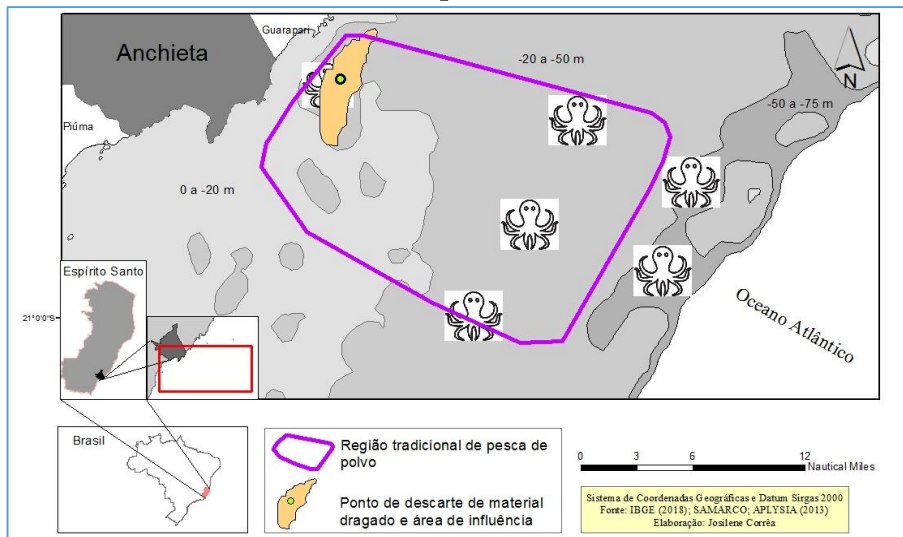 Guarapari
Anchieta
-20 a -50 m
N
-50 a -75 m
Piúma
0 a -20 m
Espírito Santo
21°0'0"S
Oceano Atlântico
Brasil
Região tradicional de pesca de
polvo
Ponto de descarte de material
dragado e área de influência
0 3 6 12
Nautical Miles
Sistema de Coordenadas Geográficas e Datum Sirgas 2000
Fonte: IBGE (2018); SAMARCO; APLYSIA (2013)
Elaboração: Josilene Corrêa